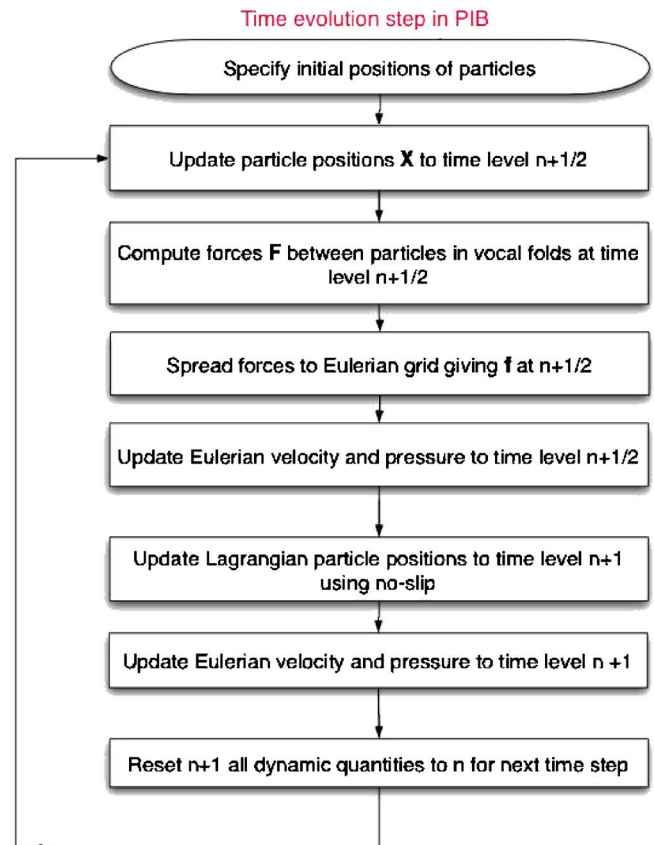 Time evolution step in PIB
Specify initial positions of particles
Update particle positions X to time level n+1/2
Compute forces F between particles in vocal folds at time
level n+1/2
Spread forces to Eulerian grid giving f at n+1/2
Update Eulerian velocity and pressure to time level n+1/2
Update Lagrangian particle positions to time level n+1
using no-slip
Update Eulerian velocity and pressure to time level n +1
Reset n+1 all dynamic quantities to n for next time step